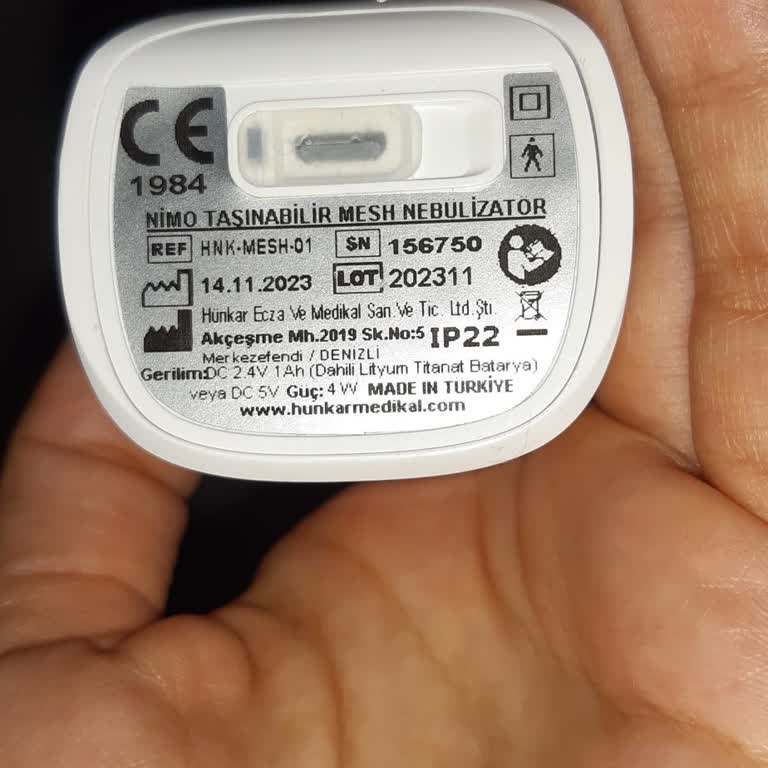 CE
1984
NİMO TAŞINABİLİR MESH NEBULİZATOR
REF HNK-MESH-01 SN 156750
14.11.2023 LOT 202311
Hünkar Ecza Ve Medikal San. Ve Tic. Ltd.Şti.
Akçeşme Mh.2019 Sk.No:5 IP22
Merkezefendi / DENİZLİ
Gerilim:DC 2.4V 1Ah (Dahili Lityum Titanat Batarya)
veya DC 5V Güç: 4W MADE IN TURKİYE
www.hunkarmedikal.com